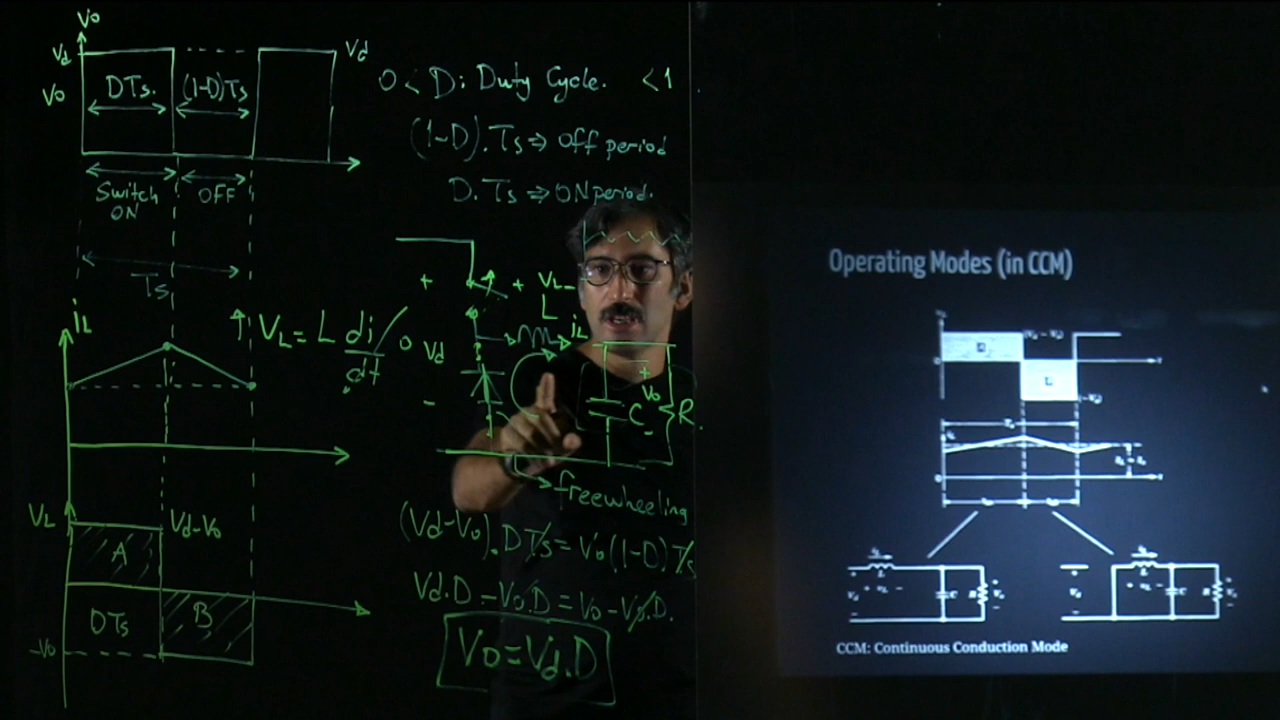 Vo
Vd
Vd
Vo
DTs.
(1-D)Ts
Switch
ON
OFF
Ts
0 < D: Duty Cycle. < 1
(1-D).Ts ⇒ Off period
D.Ts ⇒ ON period.
iL
VL = L di/dt
0
+
Vd
-
+ VL -
L
iL
+
Vo
-
C
R
freewheeling
VL
Vd-Vo
A
DTs
B
-Vo
(Vd-Vo).DTs = Vo(1-D)Ts
Vd.D - Vo.D = Vo - Vo.D.
Vo = Vd.D
Operating Modes (in CCM)
CCM: Continuous Conduction Mode